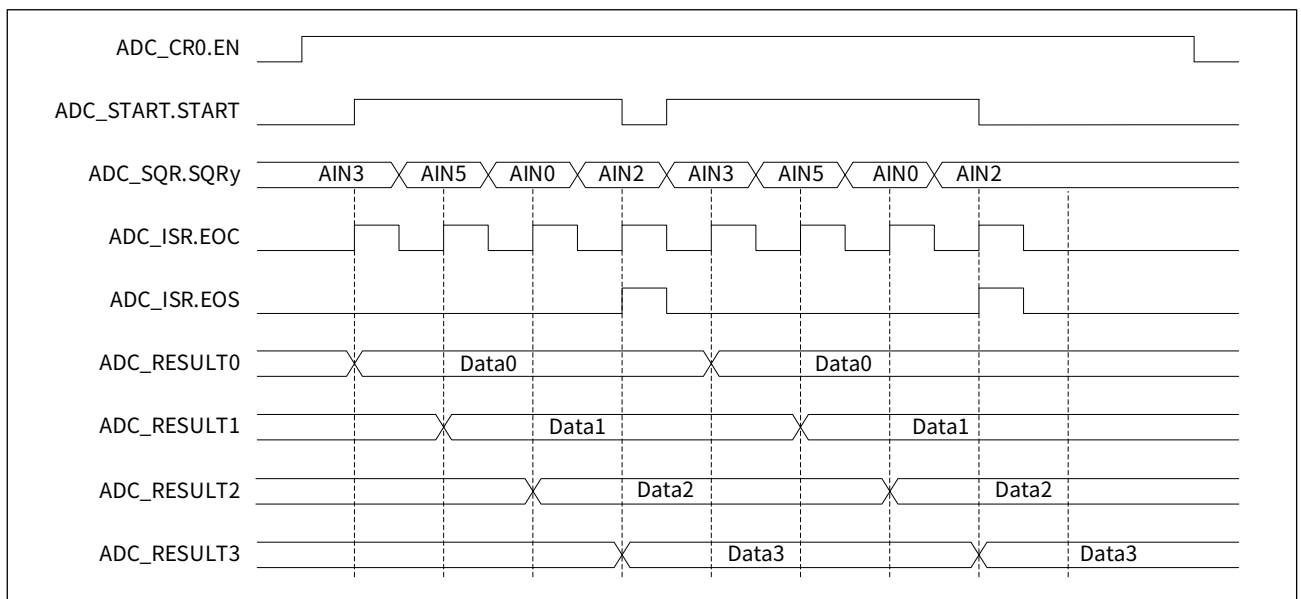 ADC_CR0.EN
ADC_START.START
ADC_SQR.SQRy AIN3 AIN5 AIN0 AIN2 AIN3 AIN5 AIN0 AIN2
ADC_ISR.EOC
ADC_ISR.EOS
ADC_RESULT0 Data0 Data0
ADC_RESULT1 Data1 Data1
ADC_RESULT2 Data2 Data2
ADC_RESULT3 Data3 Data3